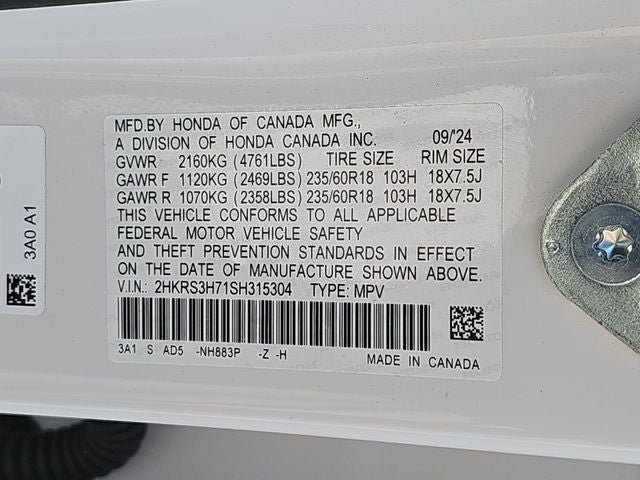 MFD.BY HONDA OF CANADA MFG.,
A DIVISION OF HONDA CANADA INC. 09/'24
GVWR 2160KG (4761LBS) TIRE SIZE RIM SIZE
GAWR F 1120KG (2469LBS) 235/60R18 103H 18X7.5J
GAWR R 1070KG (2358LBS) 235/60R18 103H 18X7.5J
THIS VEHICLE CONFORMS TO ALL APPLICABLE
FEDERAL MOTOR VEHICLE SAFETY
AND THEFT PREVENTION STANDARDS IN EFFECT
ON THE DATE OF MANUFACTURE SHOWN ABOVE.
V.I.N.: 2HKRS3H71SH315304 TYPE: MPV
3A1 S AD5 -NH883P -Z -H MADE IN CANADA
3A0 A1